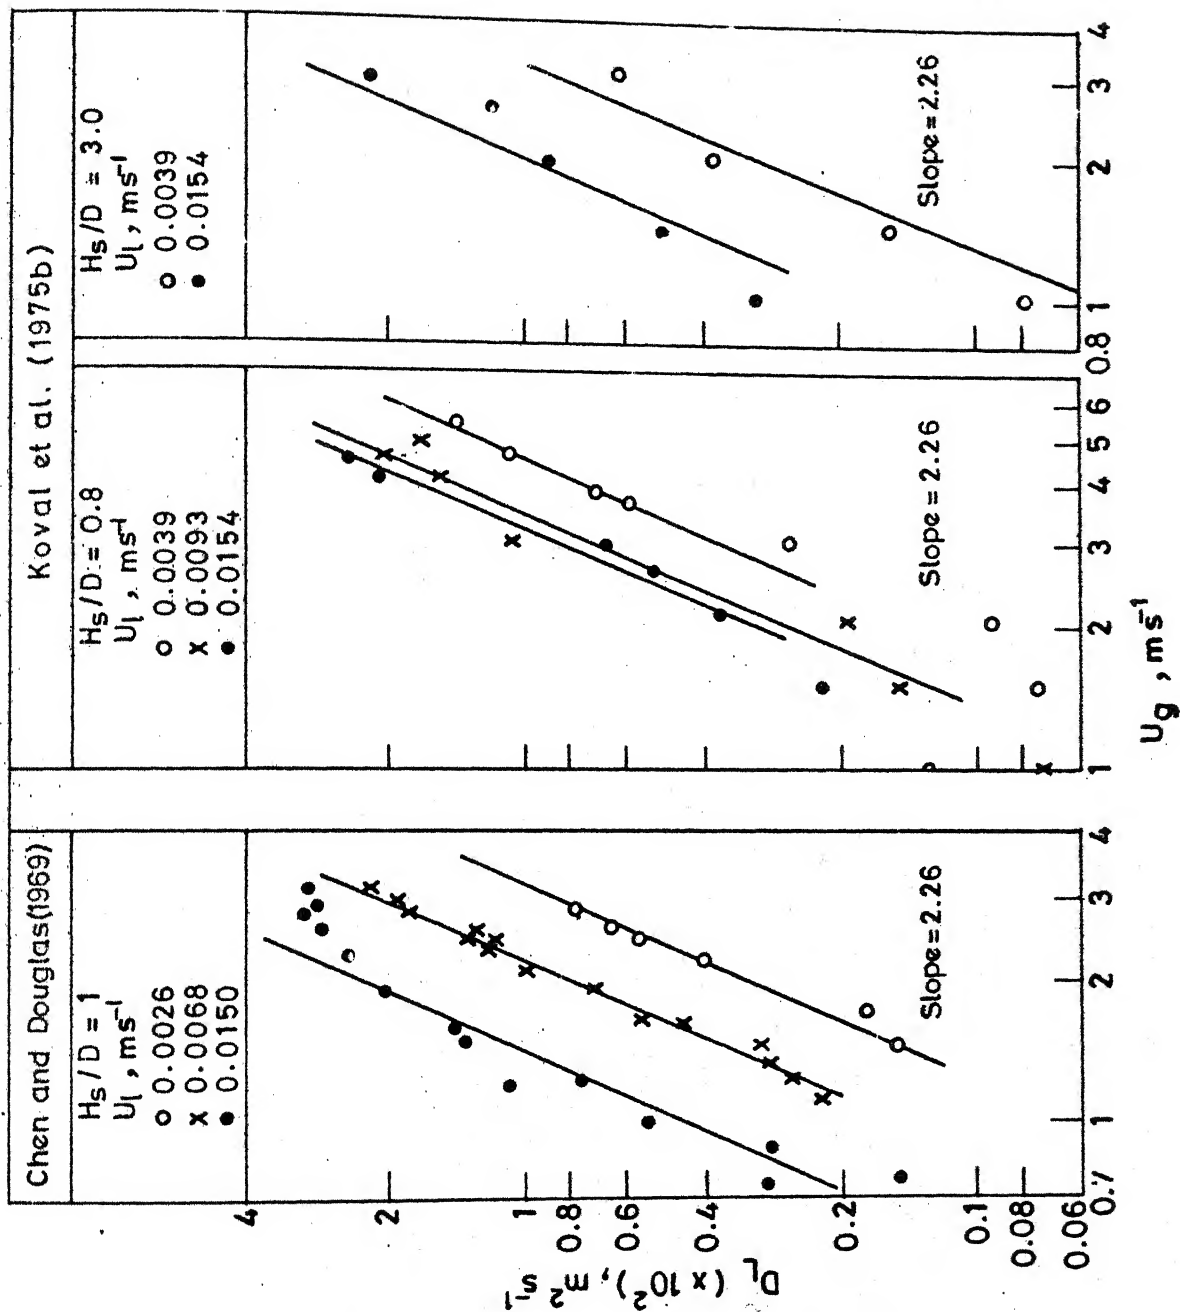 Chen and Douglas(1969)
Koval et al. (1975b)
Hs/D = 1
Ul, ms-1
o 0.0026
x 0.0068
● 0.0150
Hs/D = 0.8
Ul, ms-1
o 0.0039
x 0.0093
● 0.0154
Hs/D = 3.0
Ul, ms-1
o 0.0039
● 0.0154
DL (x 10²), m² s-1
4
2
1
0.8
0.6
0.4
0.2
0.1
0.08
0.06
Slope=2.26
Slope=2.26
Slope=2.26
0.7
1
2
3
4
1
2
3
4
5
6
0.8
1
2
3
4
Ug, ms-1